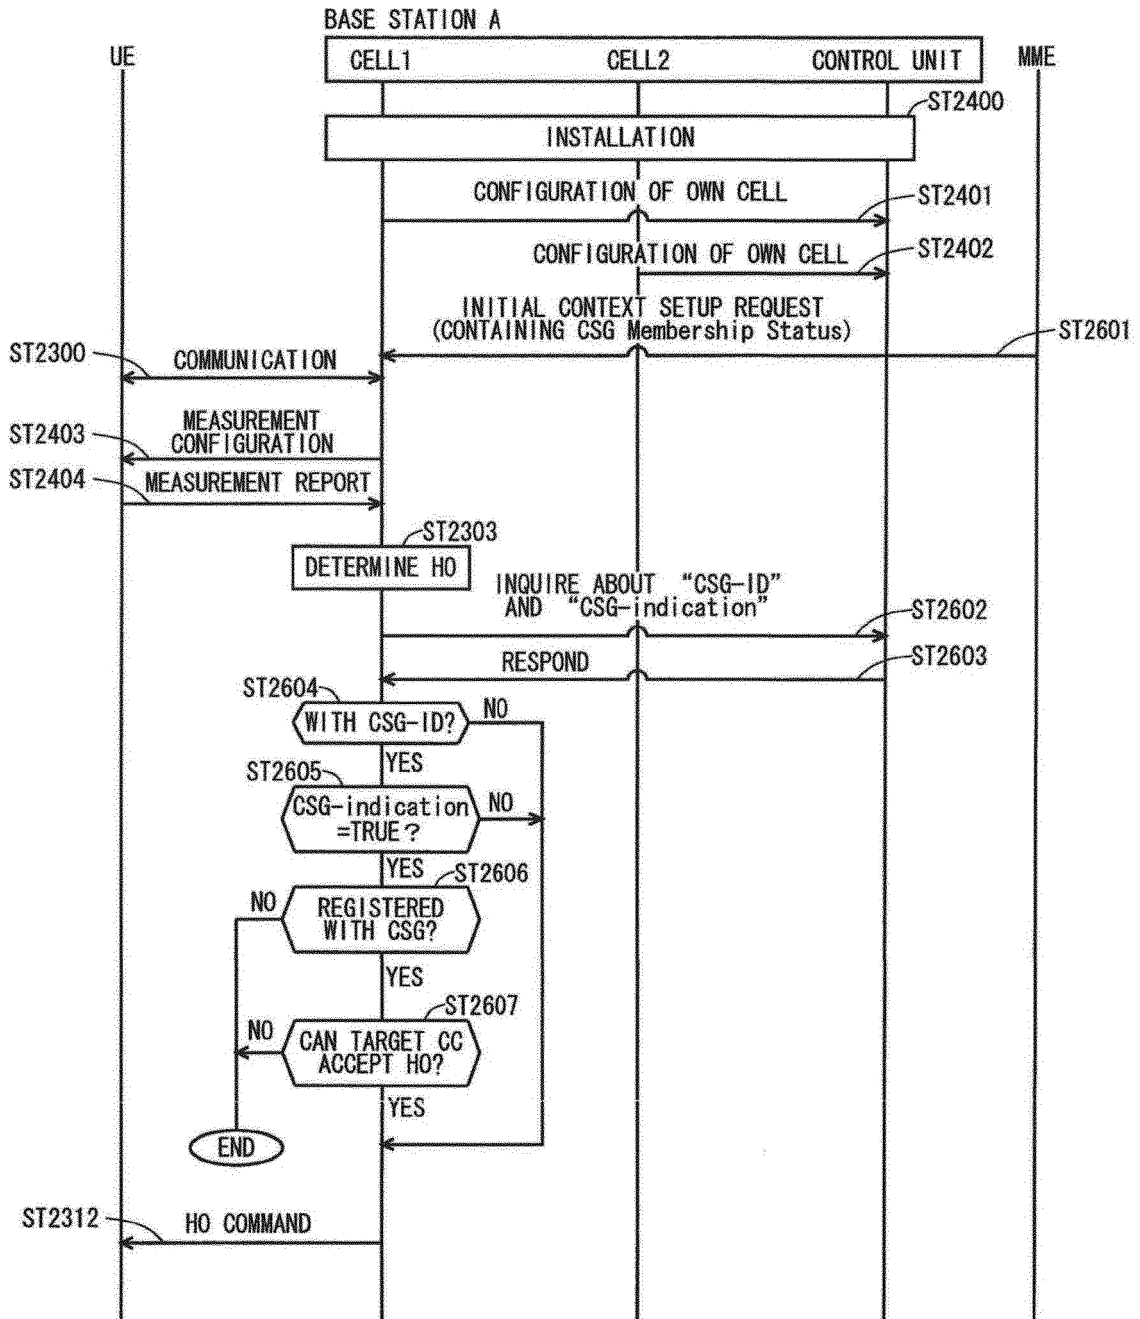 BASE STATION A
UE
CELL1
CELL2
CONTROL UNIT
MME
ST2400
INSTALLATION
CONFIGURATION OF OWN CELL
ST2401
CONFIGURATION OF OWN CELL
ST2402
INITIAL CONTEXT SETUP REQUEST
(CONTAINING CSG Membership Status)
ST2601
ST2300
COMMUNICATION
ST2403
MEASUREMENT
CONFIGURATION
ST2404
MEASUREMENT REPORT
ST2303
DETERMINE HO
INQUIRE ABOUT "CSG-ID"
AND "CSG-indication"
ST2602
RESPOND
ST2603
ST2604
WITH CSG-ID?
NO
YES
ST2605
CSG-indication
=TRUE?
NO
YES
ST2606
NO
REGISTERED
WITH CSG?
YES
ST2607
NO
CAN TARGET CC
ACCEPT HO?
YES
END
ST2312
HO COMMAND